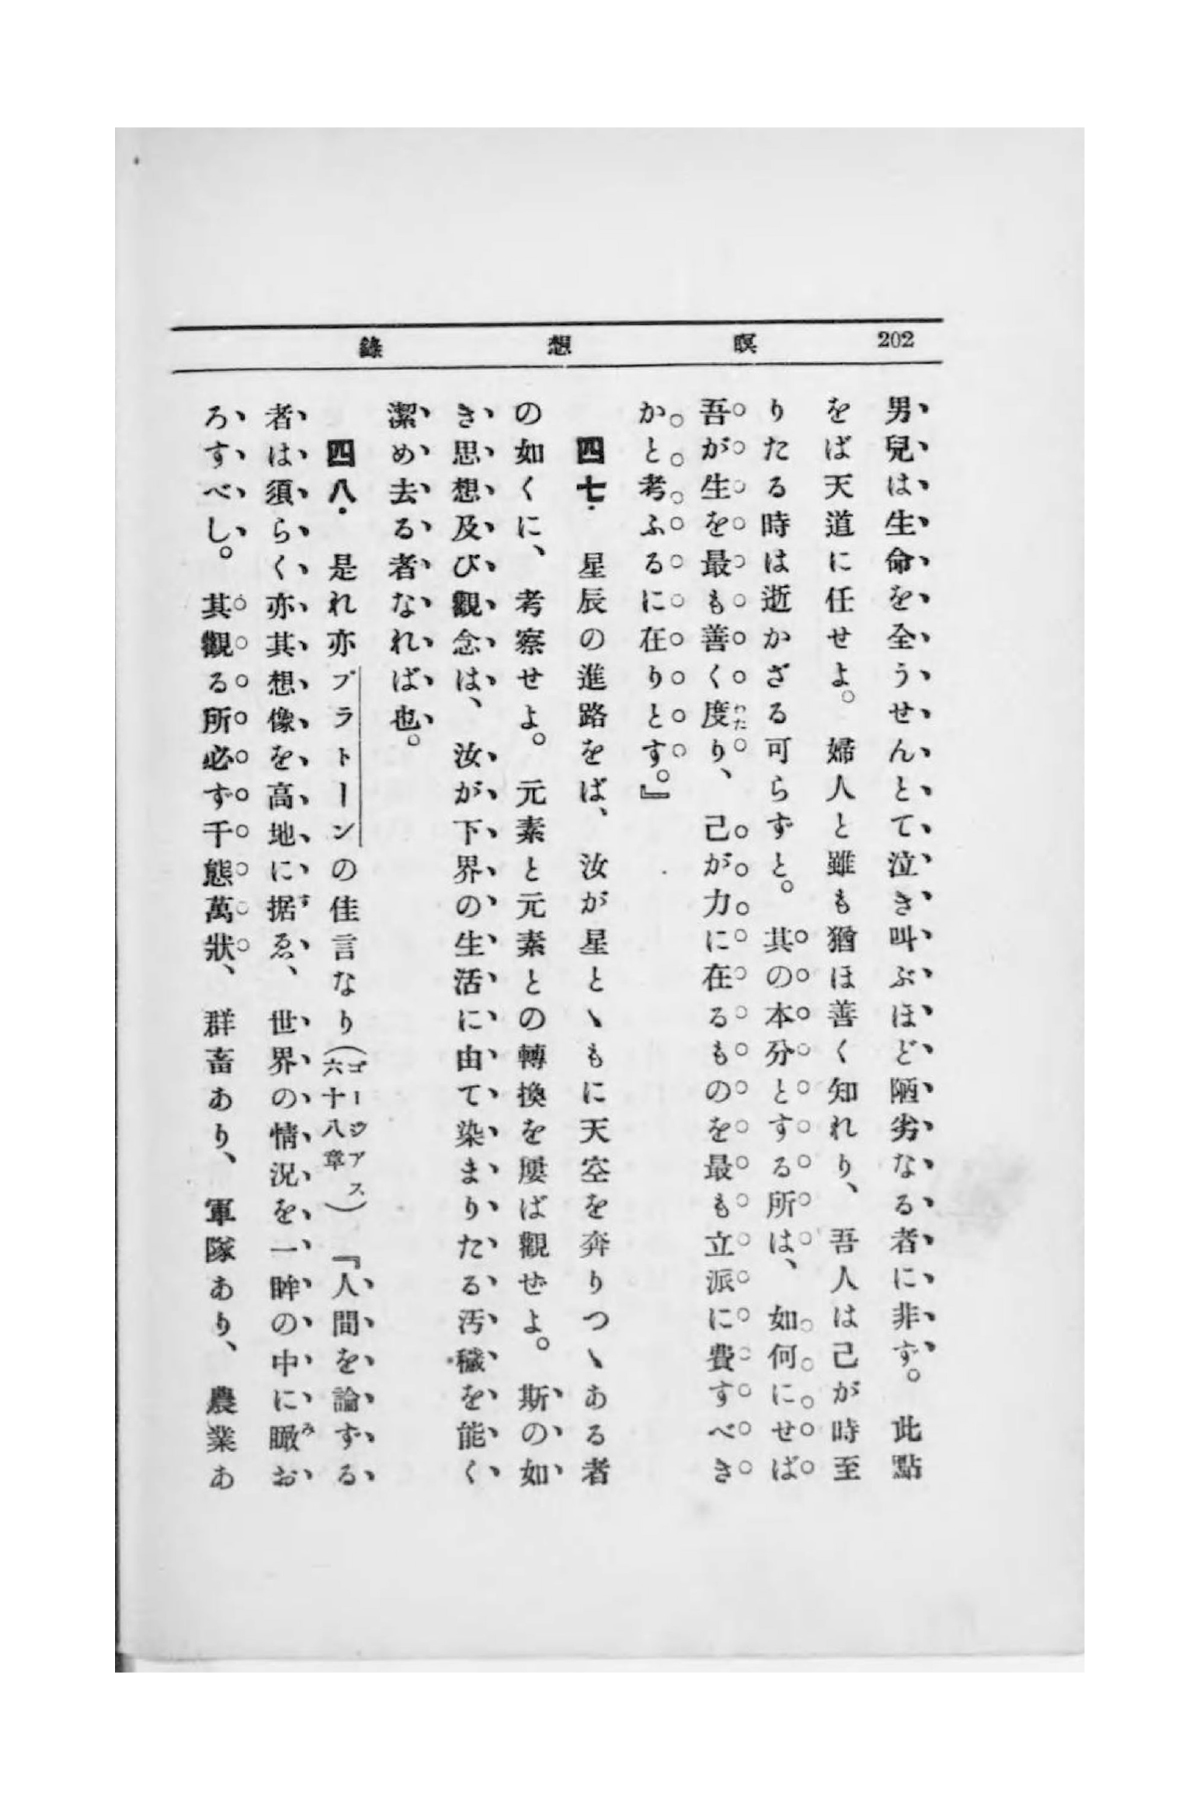 202 瞑想錄
男兒は生命を全うせんとて泣き叫ぶほど陋劣なる者に非ず。此點
をば天道に任せよ。婦人と雖も猶ほ善く知れり、吾人は己が時至
りたる時は逝かざる可らずと。其の本分とする所は、如何にせば
吾が生を最も善く度り、己が力に在るものを最も立派に費すべき
かと考ふるに在りとす。』
四七. 星辰の進路をば、汝が星とヽもに天空を奔りつヽある者
の如くに、考察せよ。元素と元素との轉換を屢ば觀ぜよ。斯の如
き思想及び觀念は、汝が下界の生活に由て染まりたる汚穢を能く
潔め去る者なれば也。
四八. 是れ亦プラトーンの佳言なり(ゴージアス六十八章)『人間を論ずる
者は須らく亦其想像を高地に据ゑ、世界の情況を一眸の中に瞰お
ろすべし。其觀る所必ず千態萬狀、群畜あり、軍隊あり、農業あ